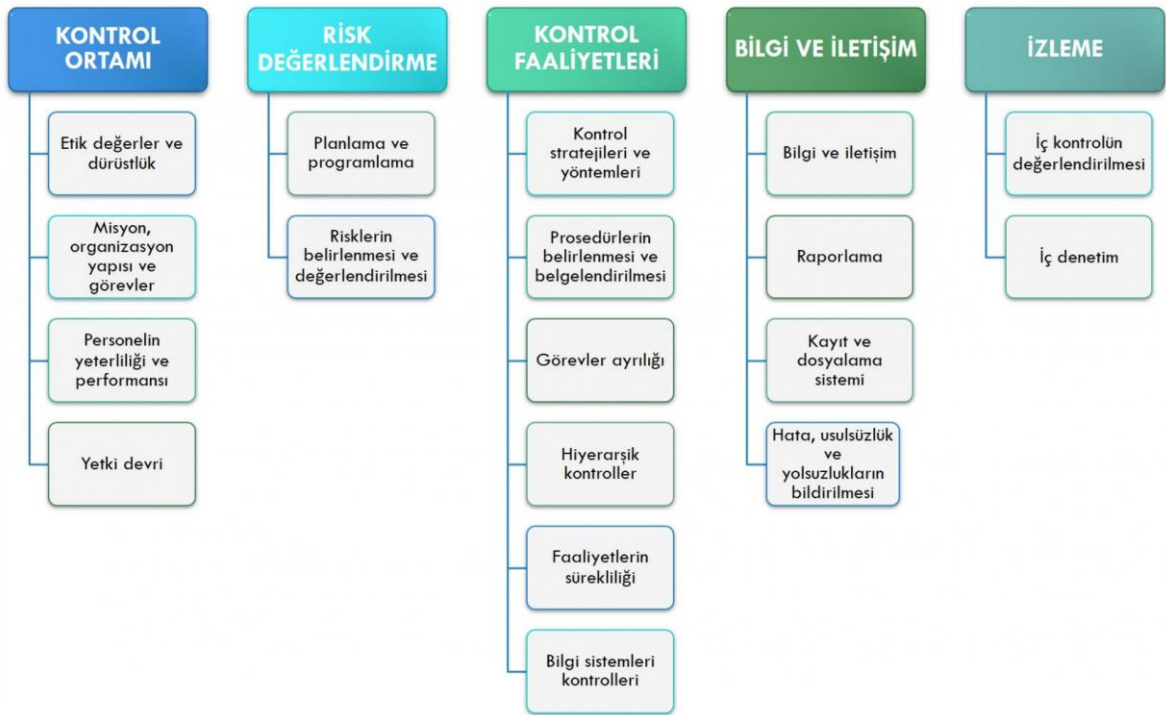 KONTROL
ORTAMI
Etik değerler ve
dürüstlük
Misyon,
organizasyon
yapısı ve
görevler
Personelin
yeterliliği ve
performansı
Yetki devri
RİSK
DEĞERLENDİRME
Planlama ve
programlama
Risklerin
belirlenmesi ve
değerlendirilmesi
KONTROL
FAALİYETLERİ
Kontrol
stratejileri ve
yöntemleri
Prosedürlerin
belirlenmesi ve
belgelendirilmesi
Görevler ayrılığı
Hiyerarşik
kontroller
Faaliyetlerin
sürekliliği
Bilgi sistemleri
kontrolleri
BİLGİ VE İLETİŞİM
Bilgi ve iletişim
Raporlama
Kayıt ve
dosyalama
sistemi
Hata, usulsüzlük
ve
yolsuzlukların
bildirilmesi
İZLEME
İç kontrolün
değerlendirilmesi
İç denetim